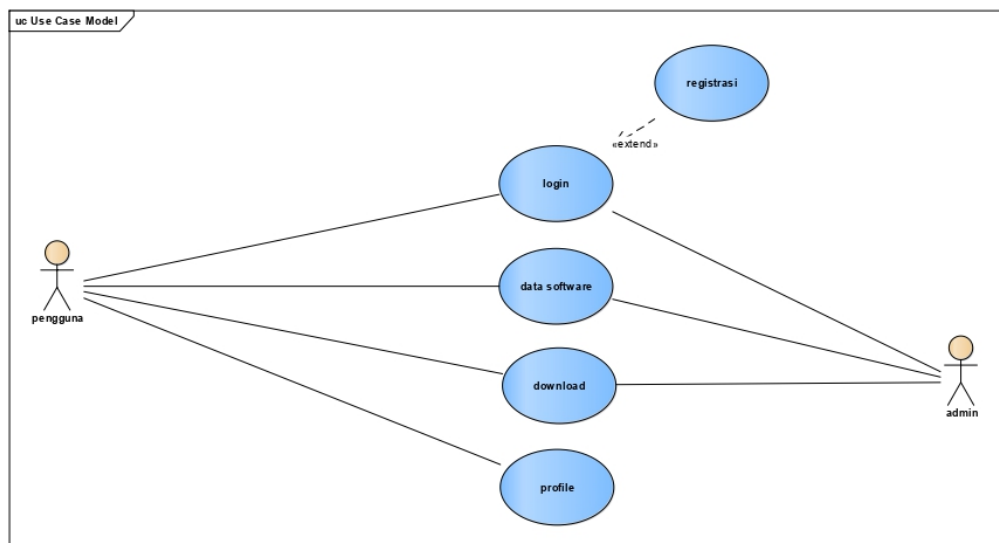 uc Use Case Model
registrasi
«extend»
login
data software
pengguna
download
admin
profile